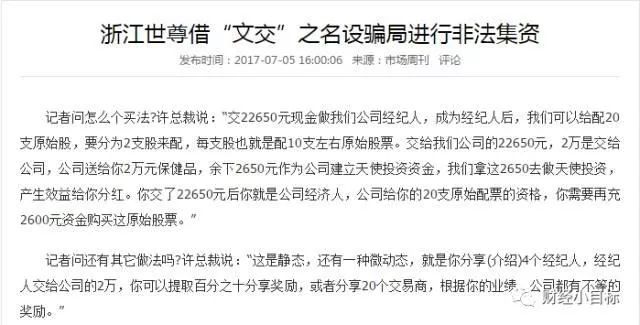 浙江世尊借“文交”之名设骗局进行非法集资
发布时间：2017-07-05 16:00:06 来源：市场周刊 评论
记者问怎么个买法?许总裁说：“交22650元现金做我们公司经纪人，成为经纪人后，我们可以给配20
支原始股，要分为2支股来配，每支股也就是配10支左右原始股票。交给我们公司的22650元，2万是交给
公司，公司送给你2万元保健品，余下2650元作为公司建立天使投资资金，我们拿这2650去做天使投资，
产生效益给你分红。你交了22650元后你就是公司经济人，公司给你的20支原始配票的资格，你需要再充
2600元资金购买这原始股票。”
记者问还有其它做法吗?许总裁说：“这是静态，还有一种微动态，就是你分享(介绍)4个经纪人，经纪
人交给公司的2万，你可以提取百分之十分享奖励，或者分享20个交易商，根据你的业绩，公司都有不等的
奖励。”
财经小目标